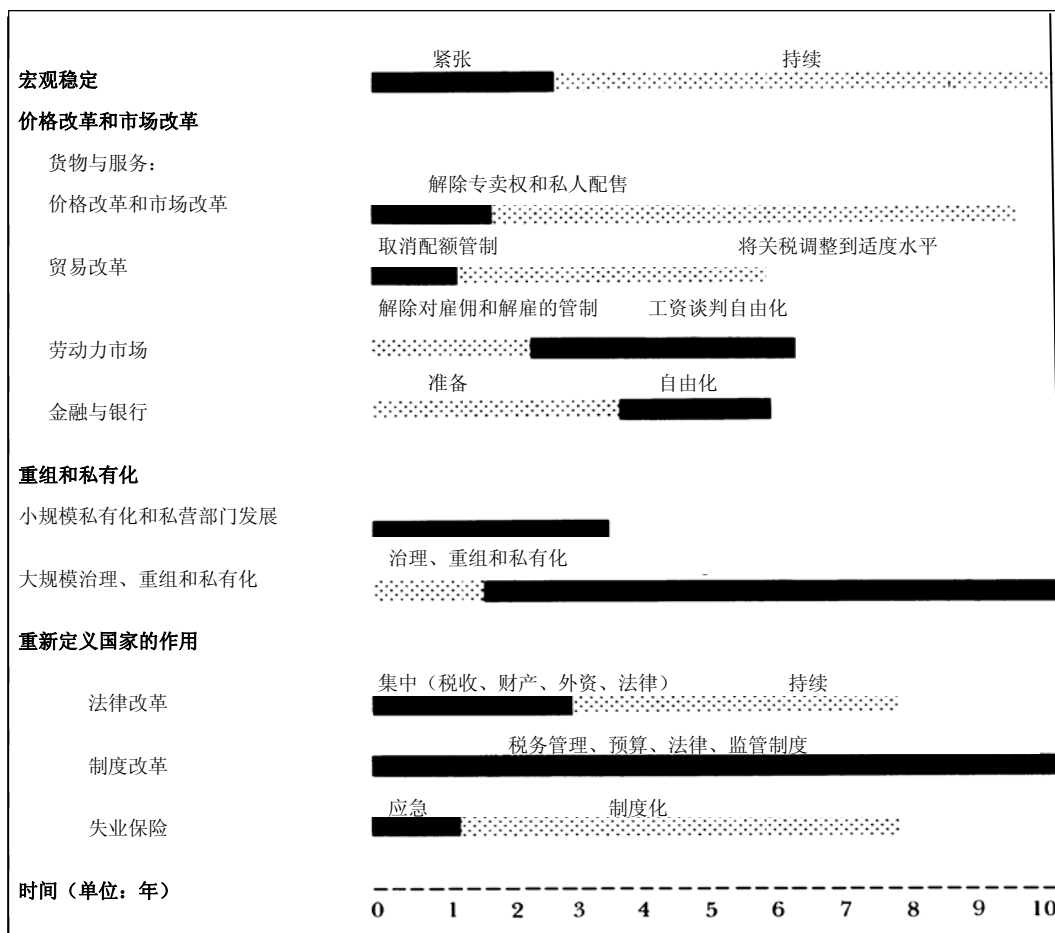 紧张 持续
宏观稳定
价格改革和市场改革
货物与服务：
解除专卖权和私人配售
价格改革和市场改革
取消配额管制 将关税调整到适度水平
贸易改革
解除对雇佣和解雇的管制 工资谈判自由化
劳动力市场
准备 自由化
金融与银行
重组和私有化
小规模私有化和私营部门发展
治理、重组和私有化
大规模治理、重组和私有化
重新定义国家的作用
集中（税收、财产、外资、法律） 持续
法律改革
税务管理、预算、法律、监管制度
制度改革
应急 制度化
失业保险
时间（单位：年）
0 1 2 3 4 5 6 7 8 9 10